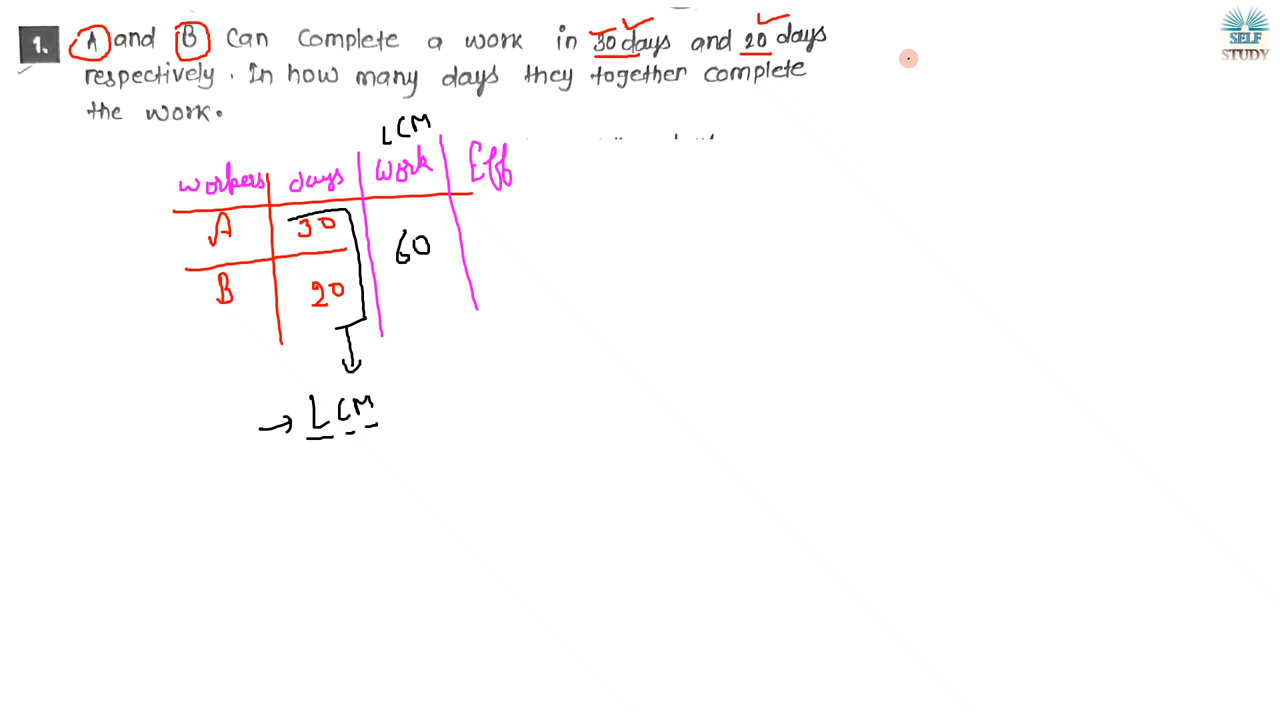 1. A and B can complete a work in 30 days and 20 days
respectively. In how many days they together complete
the work.
SELF
STUDY
LCM
workers days work Eff
A 30
60
B 20
→ LCM